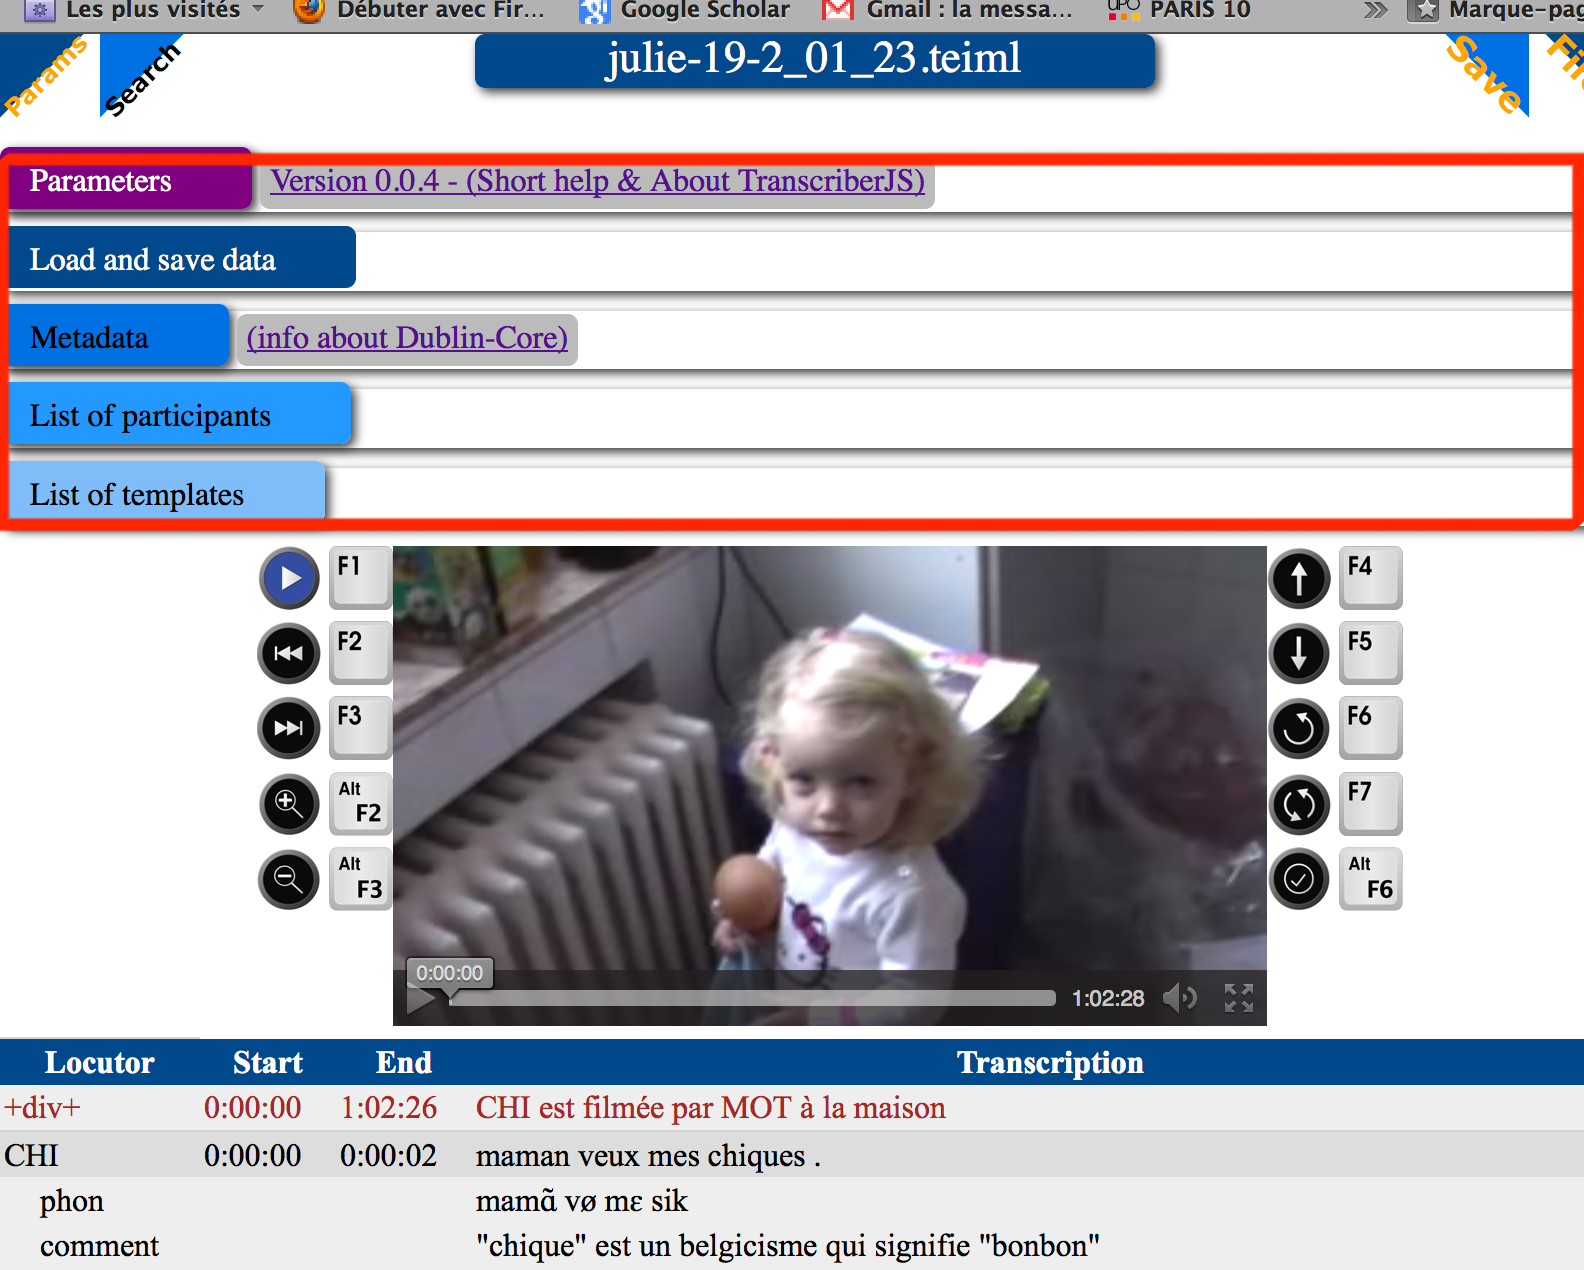 Les plus visités
Débuter avec Fir...
Google Scholar
Gmail : la messa...
UPO
PARIS 10
Marque-pag
Params
Search
julie-19-2_01_23.teiml
Save
Parameters
Version 0.0.4 - (Short help & About TranscriberJS)
Load and save data
Metadata
(info about Dublin-Core)
List of participants
List of templates
F1
F4
F2
F5
F3
F6
Alt F2
F7
Alt F3
Alt F6
0:00:00
1:02:28
Locutor Start End Transcription
+div+ 0:00:00 1:02:26 CHI est filmée par MOT à la maison
CHI 0:00:00 0:00:02 maman veux mes chiques .
phon mamɑ̃ vø mɛ sik
comment "chique" est un belgicisme qui signifie "bonbon"